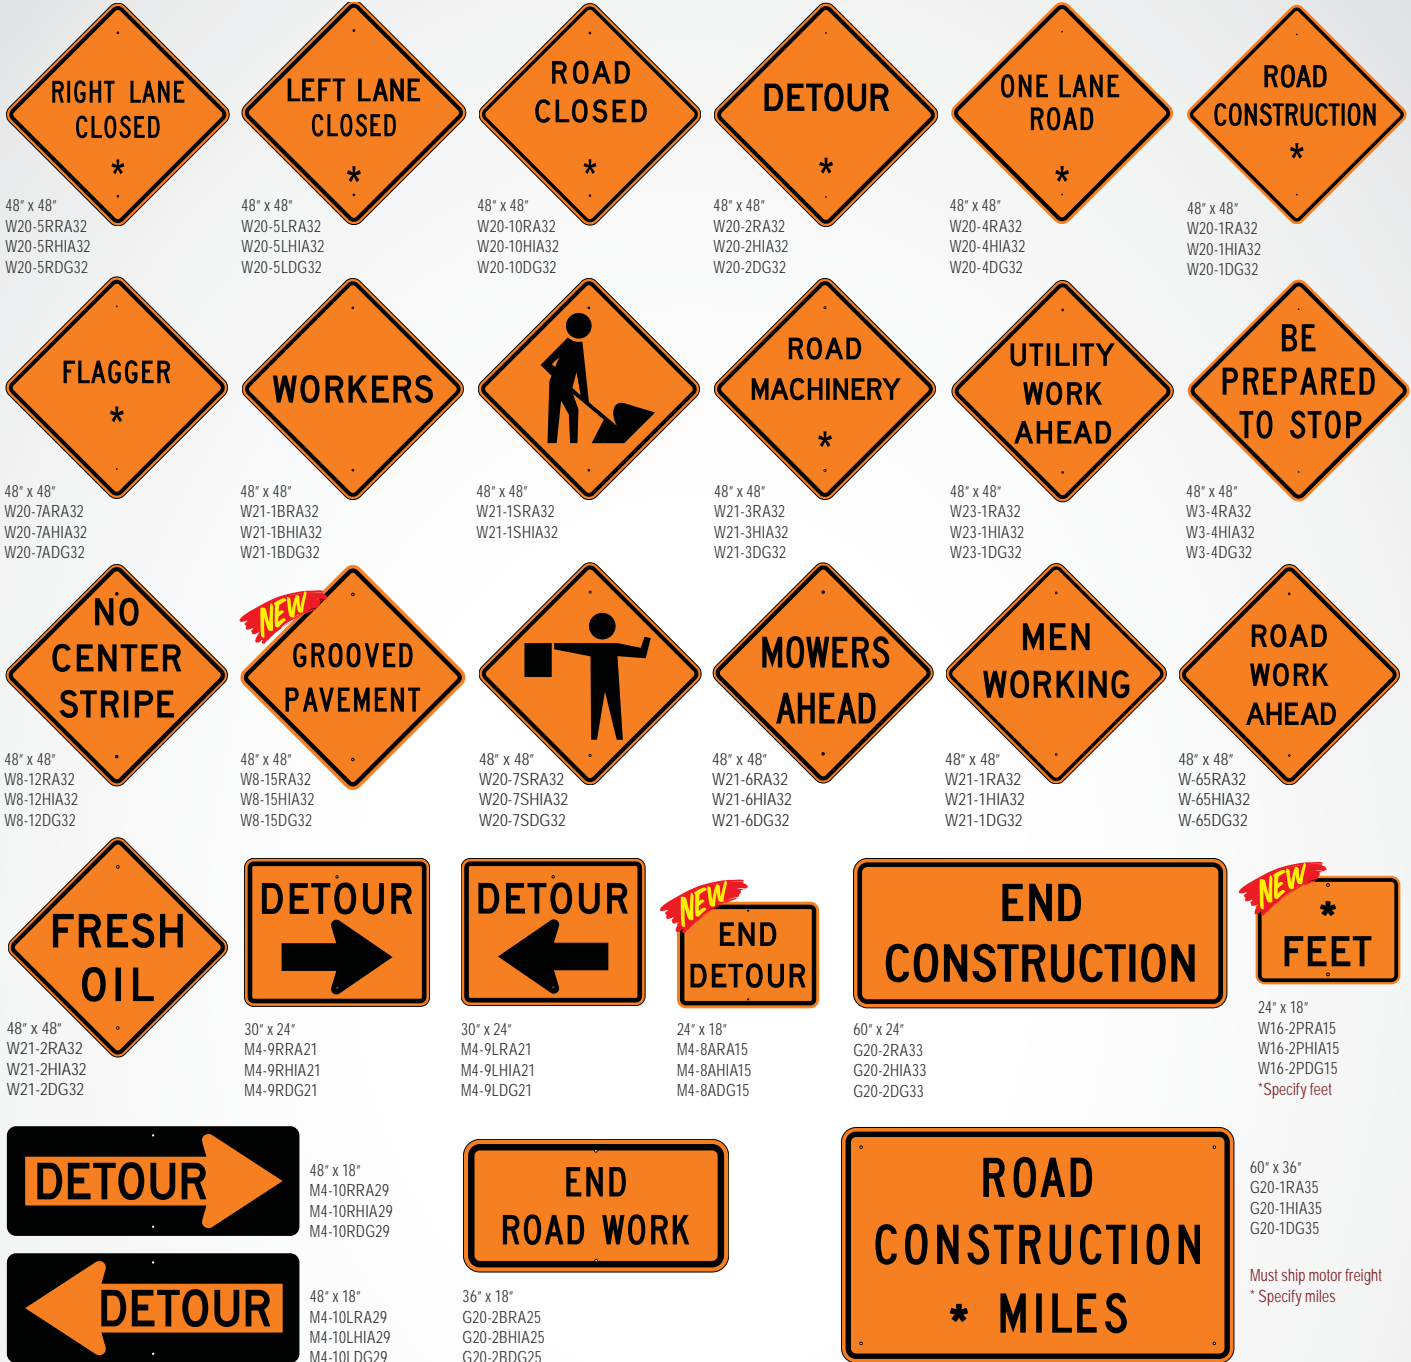 RIGHT LANE
CLOSED
*
48" x 48"
W20-5RRA32
W20-5RHIA32
W20-5RDG32
LEFT LANE
CLOSED
*
48" x 48"
W20-5LRA32
W20-5LHIA32
W20-5LDG32
ROAD
CLOSED
*
48" x 48"
W20-10RA32
W20-10HIA32
W20-10DG32
DETOUR
*
48" x 48"
W20-2RA32
W20-2HIA32
W20-2DG32
ONE LANE
ROAD
*
48" x 48"
W20-4RA32
W20-4HIA32
W20-4DG32
ROAD
CONSTRUCTION
*
48" x 48"
W20-1RA32
W20-1HIA32
W20-1DG32
FLAGGER
*
48" x 48"
W20-7ARA32
W20-7AHIA32
W20-7ADG32
WORKERS
48" x 48"
W21-1BRA32
W21-1BHIA32
W21-1BDG32
48" x 48"
W21-1SRA32
W21-1SHIA32
ROAD
MACHINERY
*
48" x 48"
W21-3RA32
W21-3HIA32
W21-3DG32
UTILITY
WORK
AHEAD
48" x 48"
W23-1RA32
W23-1HIA32
W23-1DG32
BE
PREPARED
TO STOP
48" x 48"
W3-4RA32
W3-4HIA32
W3-4DG32
NO
CENTER
STRIPE
48" x 48"
W8-12RA32
W8-12HIA32
W8-12DG32
NEW
GROOVED
PAVEMENT
48" x 48"
W8-15RA32
W8-15HIA32
W8-15DG32
48" x 48"
W20-7SRA32
W20-7SHIA32
W20-7SDG32
MOWERS
AHEAD
48" x 48"
W21-6RA32
W21-6HIA32
W21-6DG32
MEN
WORKING
48" x 48"
W21-1RA32
W21-1HIA32
W21-1DG32
ROAD
WORK
AHEAD
48" x 48"
W-65RA32
W-65HIA32
W-65DG32
FRESH
OIL
48" x 48"
W21-2RA32
W21-2HIA32
W21-2DG32
DETOUR
30" x 24"
M4-9RRA21
M4-9RHIA21
M4-9RDG21
DETOUR
30" x 24"
M4-9LRA21
M4-9LHIA21
M4-9LDG21
NEW
END
DETOUR
24" x 18"
M4-8ARA15
M4-8AHIA15
M4-8ADG15
END
CONSTRUCTION
60" x 24"
G20-2RA33
G20-2HIA33
G20-2DG33
NEW
*
FEET
24" x 18"
W16-2PRA15
W16-2PHIA15
W16-2PDG15
*Specify feet
DETOUR
48" x 18"
M4-10RRA29
M4-10RHIA29
M4-10RDG29
DETOUR
48" x 18"
M4-10LRA29
M4-10LHIA29
M4-10LDG29
END
ROAD WORK
36" x 18"
G20-2BRA25
G20-2BHIA25
G20-2BDG25
ROAD
CONSTRUCTION
* MILES
60" x 36"
G20-1RA35
G20-1HIA35
G20-1DG35
Must ship motor freight
* Specify miles